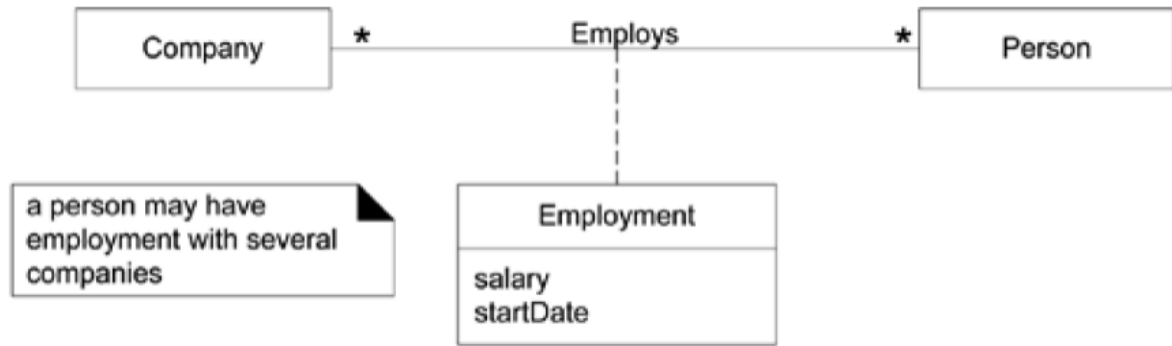 Company
*
Employs
*
Person
a person may have
employment with several
companies
Employment
salary
startDate